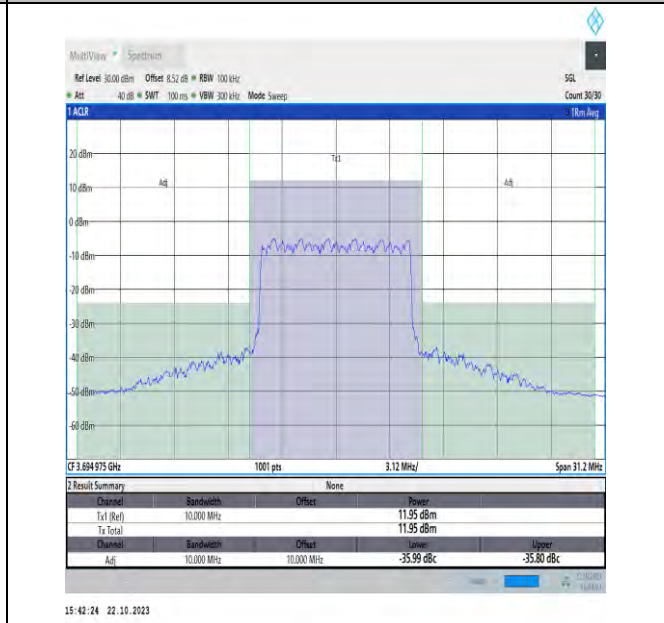 MultiView Spectrum
Ref Level 30.00 dBm Offset 8.52 dB RBW 100 kHz SGL
Att 40 dB SWT 100 ms VBW 300 kHz Mode Sweep Count 30/30
1 ACLR 1Rm Avg
Tx1
20 dBm
Adj Adj
10 dBm
0 dBm
-10 dBm
-20 dBm
-30 dBm
-40 dBm
-50 dBm
-60 dBm
CF 3.694 975 GHz 1001 pts 3.12 MHz/ Span 31.2 MHz
2 Result Summary None
Channel Bandwidth Offset Power
Tx1 (Ref) 10.000 MHz 11.95 dBm
Tx Total 11.95 dBm
Channel Bandwidth Offset Lower Upper
Adj 10.000 MHz 10.000 MHz -35.99 dBc -35.80 dBc
15:42:24 22.10.2023